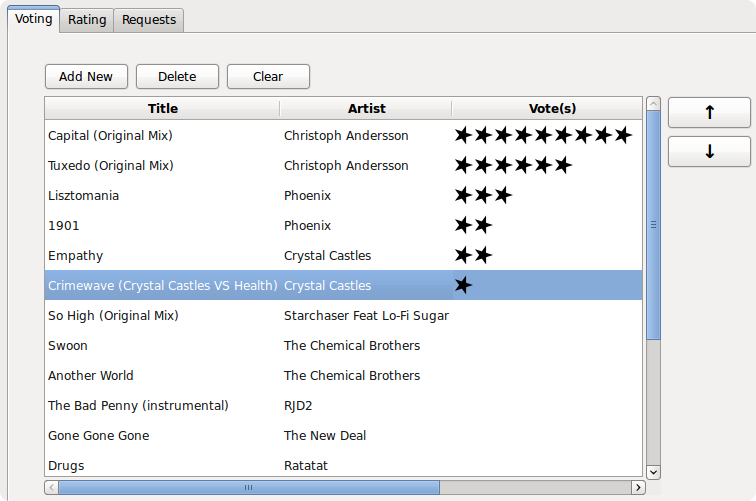 Voting Rating Requests
Add New Delete Clear
Title Artist Vote(s)
Capital (Original Mix) Christoph Andersson
Tuxedo (Original Mix) Christoph Andersson
Lisztomania Phoenix
1901 Phoenix
Empathy Crystal Castles
Crimewave (Crystal Castles VS Health) Crystal Castles
So High (Original Mix) Starchaser Feat Lo-Fi Sugar
Swoon The Chemical Brothers
Another World The Chemical Brothers
The Bad Penny (instrumental) RJD2
Gone Gone Gone The New Deal
Drugs Ratatat